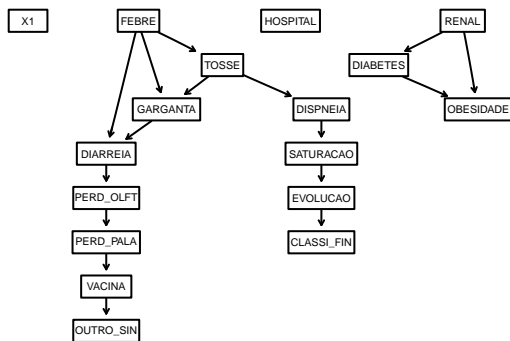 X1
FEBRE
HOSPITAL
RENAL
TOSSE
DIABETES
GARGANTA
DISPNEIA
OBESIDADE
DIARREIA
SATURACAO
PERD_OLFT
EVOLUCAO
PERD_PALA
CLASSI_FIN
VACINA
OUTRO_SIN